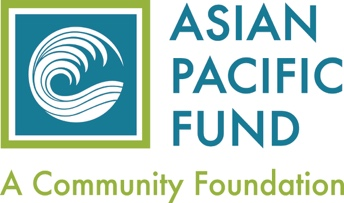 ASIAN
PACIFIC
FUND
A Community Foundation